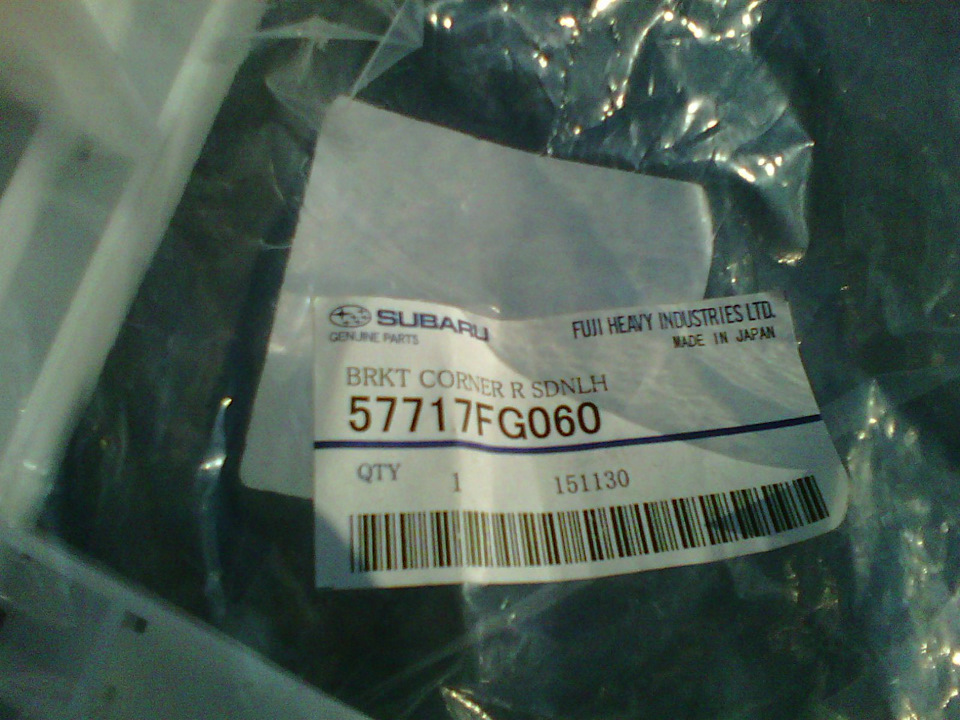 SUBARU
GENUINE PARTS
FUJI HEAVY INDUSTRIES LTD.
MADE IN JAPAN
BRKT CORNER R SDNLH
57717FG060
QTY 1 151130